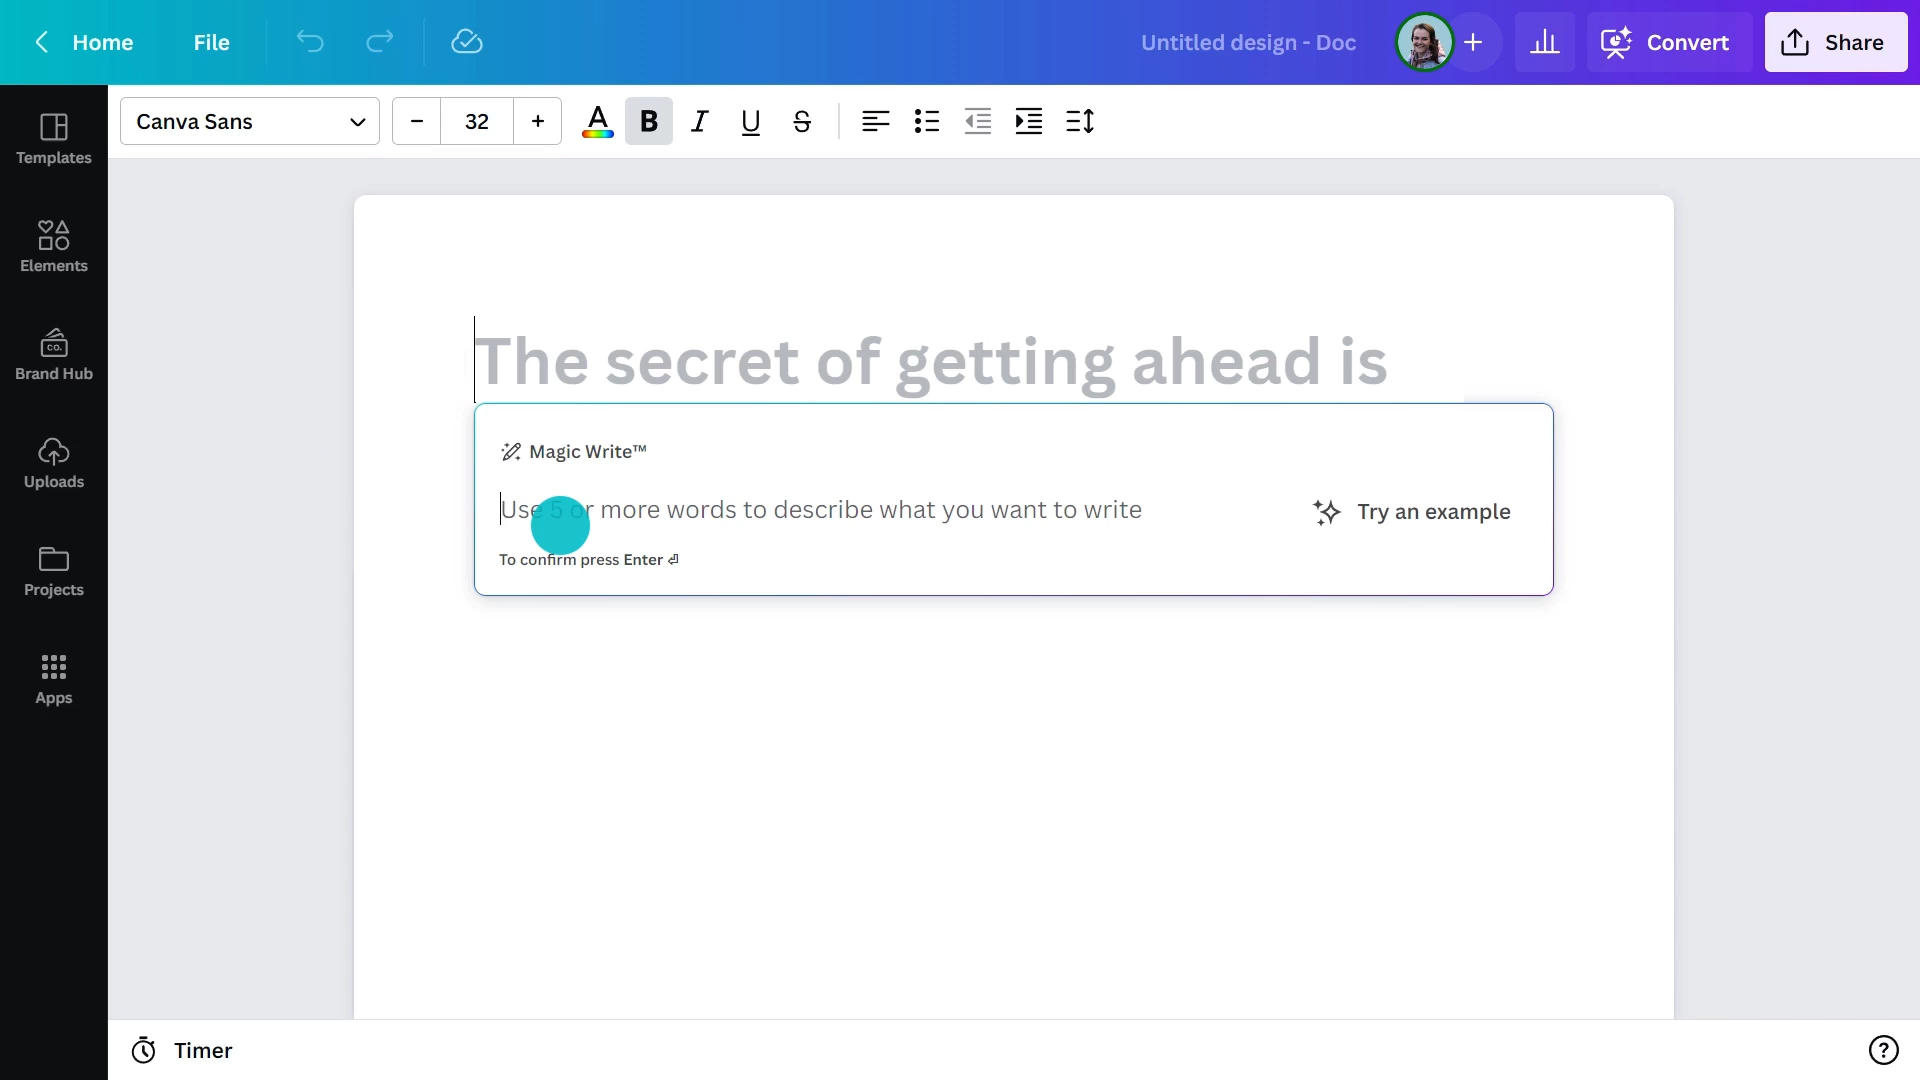 Home File Untitled design - Doc Convert Share
Canva Sans 32 A B I U S
Templates
Elements
CO.
Brand Hub
Uploads
Projects
Apps
The secret of getting ahead is
Magic Write™
Use 5 or more words to describe what you want to write
Try an example
To confirm press Enter ⏎
Timer
?